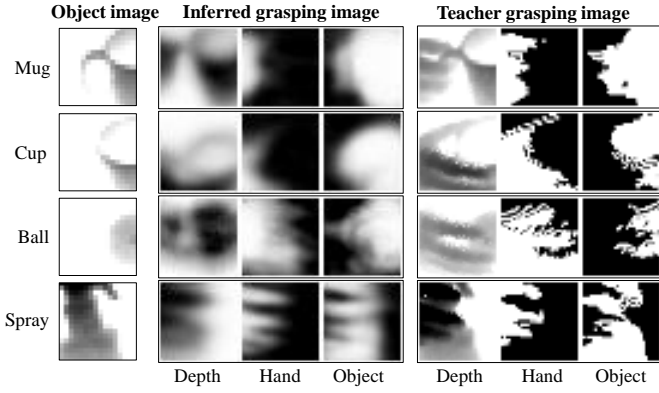 Object image Inferred grasping image Teacher grasping image
Mug
Cup
Ball
Spray
Depth Hand Object Depth Hand Object